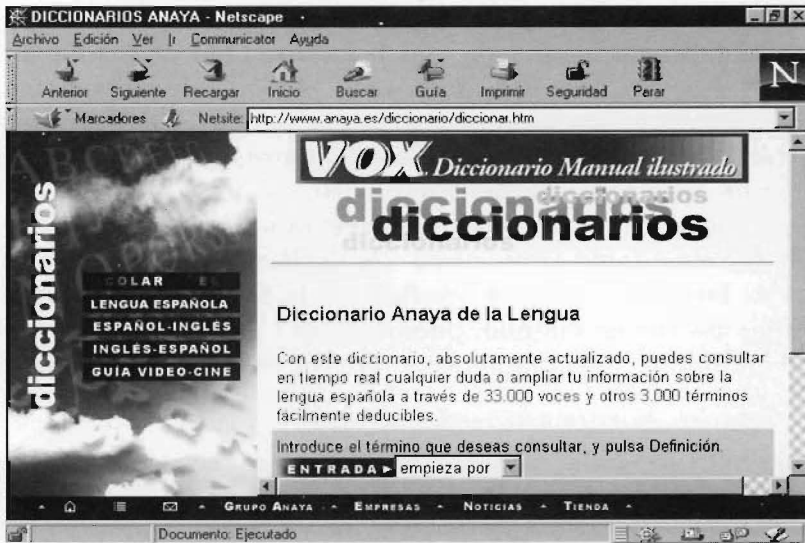 DICCIONARIOS ANAYA - Netscape
Archivo Edición Ver Ir Communicator Ayuda
Anterior Siguiente Recargar Inicio Buscar Guía Imprimir Seguridad Parar
N
Marcadores Netsite: http://www.anaya.es/diccionario/diccionar.htm
VOX. Diccionario Manual ilustrado
diccionarios
diccionarios
diccionarios
diccionarios
diccionarios
COLAR
LENGUA ESPAÑOLA
ESPAÑOL-INGLÉS
INGLÉS-ESPAÑOL
GUÍA VIDEO-CINE
Diccionario Anaya de la Lengua
Con este diccionario, absolutamente actualizado, puedes consultar
en tiempo real cualquier duda o ampliar tu información sobre la
lengua española a través de 33.000 voces y otros 3.000 términos
fácilmente deducibles.
Introduce el término que deseas consultar, y pulsa Definición
ENTRADA empieza por
GRUPO ANAYA EMPRESAS NOTICIAS TIENDA
Documento: Ejecutado